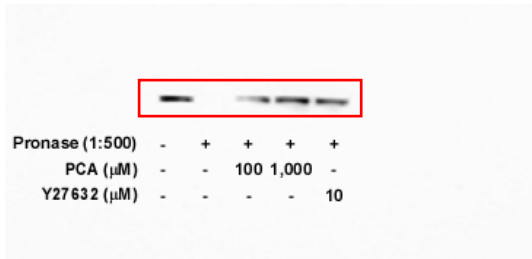 Pronase (1:500) - + + + +
PCA (μM) - - 100 1,000 -
Y27632 (μM) - - - - 10